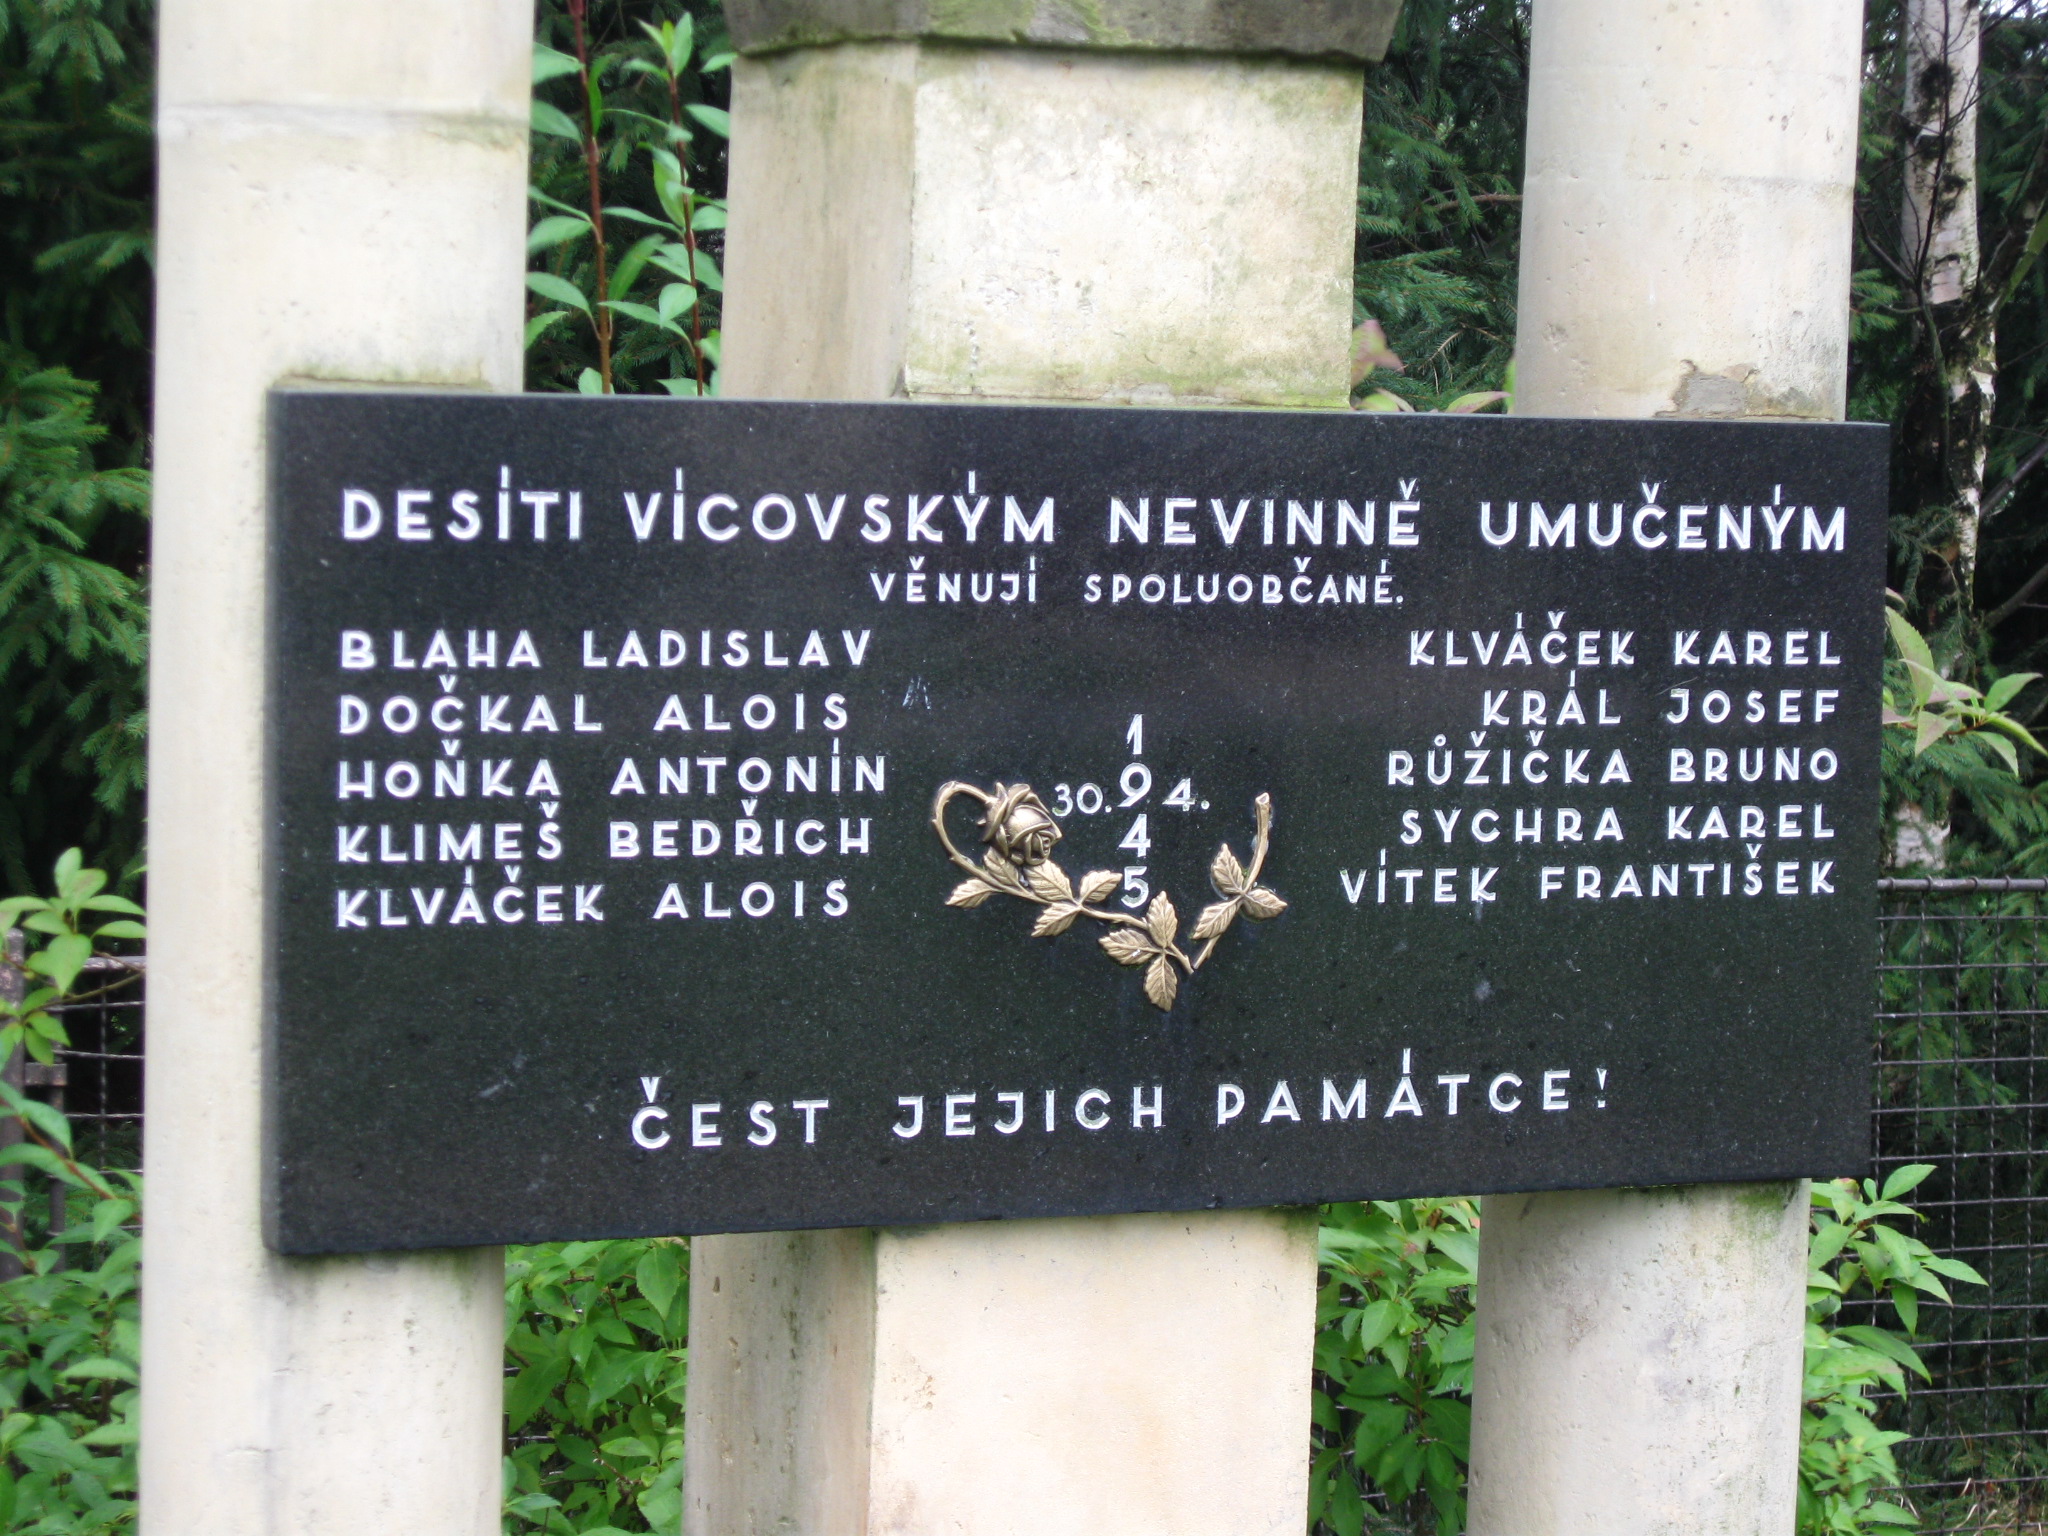 DESÍTI VÍCOVSKÝM NEVINNĚ UMUČENÝM
VĚNUJÍ SPOLUOBČANÉ.
BLAHA LADISLAV
DOČKAL ALOIS
HOŇKA ANTONÍN
KLIMEŠ BEDŘICH
KLVÁČEK ALOIS
1
30. 9 4.
4
5
KLVÁČEK KAREL
KRÁL JOSEF
RŮŽIČKA BRUNO
SYCHRA KAREL
VÍTEK FRANTIŠEK
ČEST JEJICH PAMÁTCE!